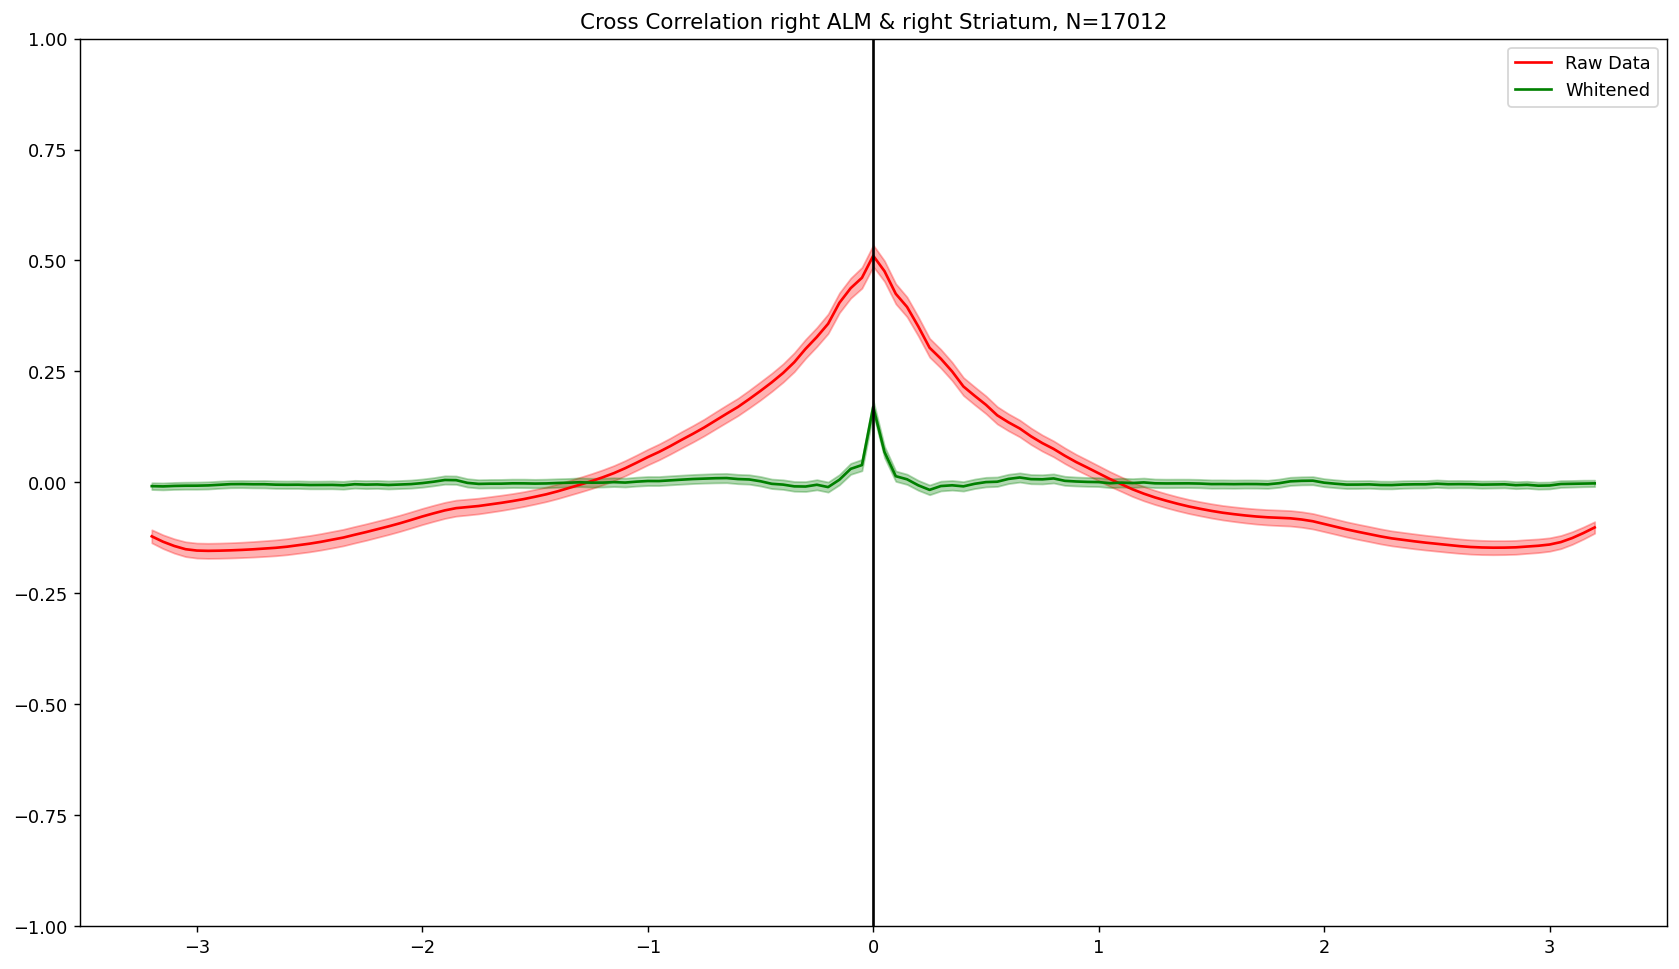 Cross Correlation right ALM & right Striatum, N=17012
Raw Data
Whitened
1.00
0.75
0.50
0.25
0.00
−0.25
−0.50
−0.75
−1.00
−3 −2 −1 0 1 2 3